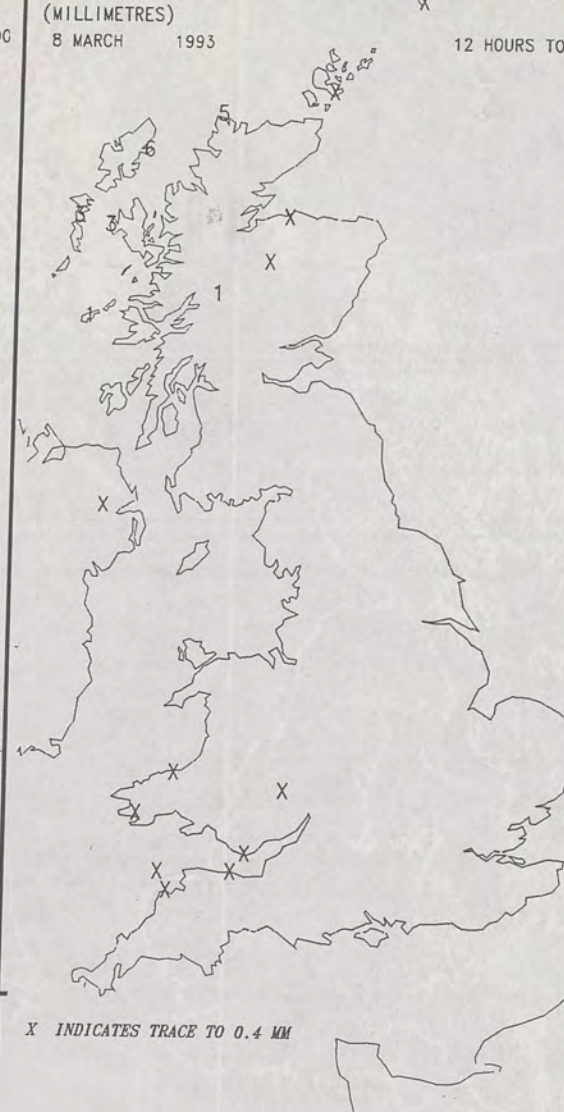 (MILLIMETRES)
8 MARCH 1993
12 HOURS TO
X
X
5
6
3
X
X
1
X
X
X
X
X
X
X
X
X INDICATES TRACE TO 0.4 MM